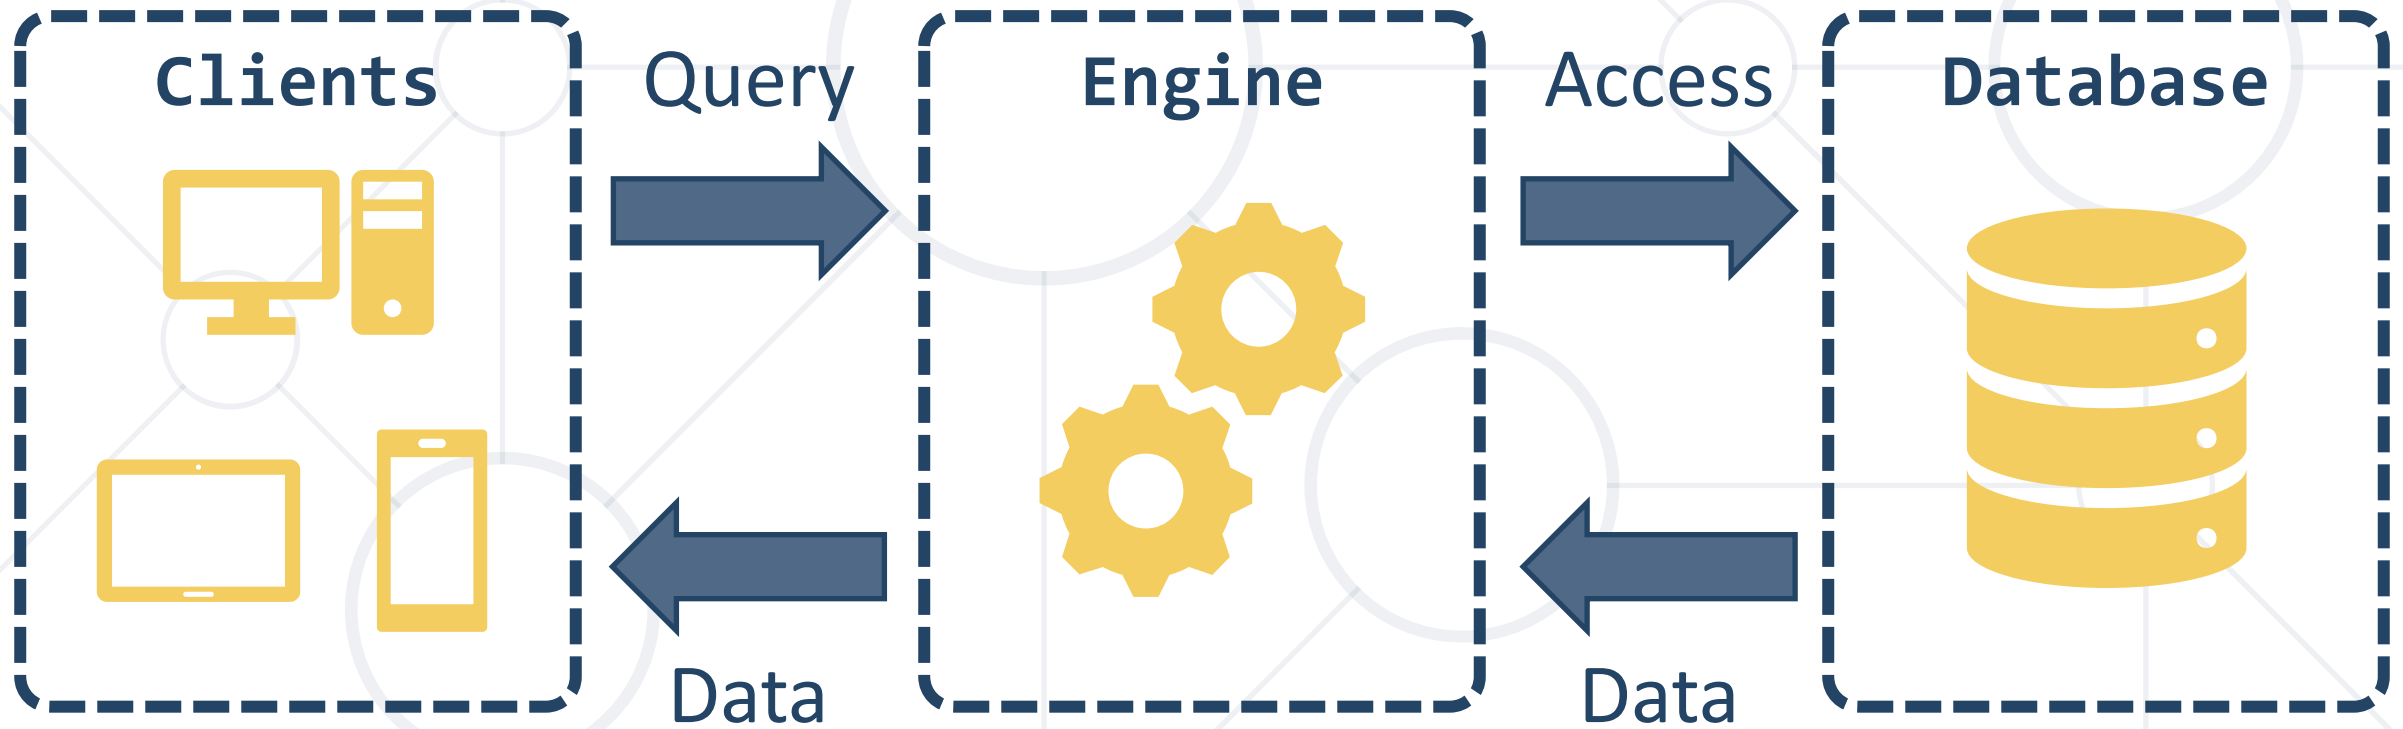 Clients
Query
Engine
Access
Database
Data
Data